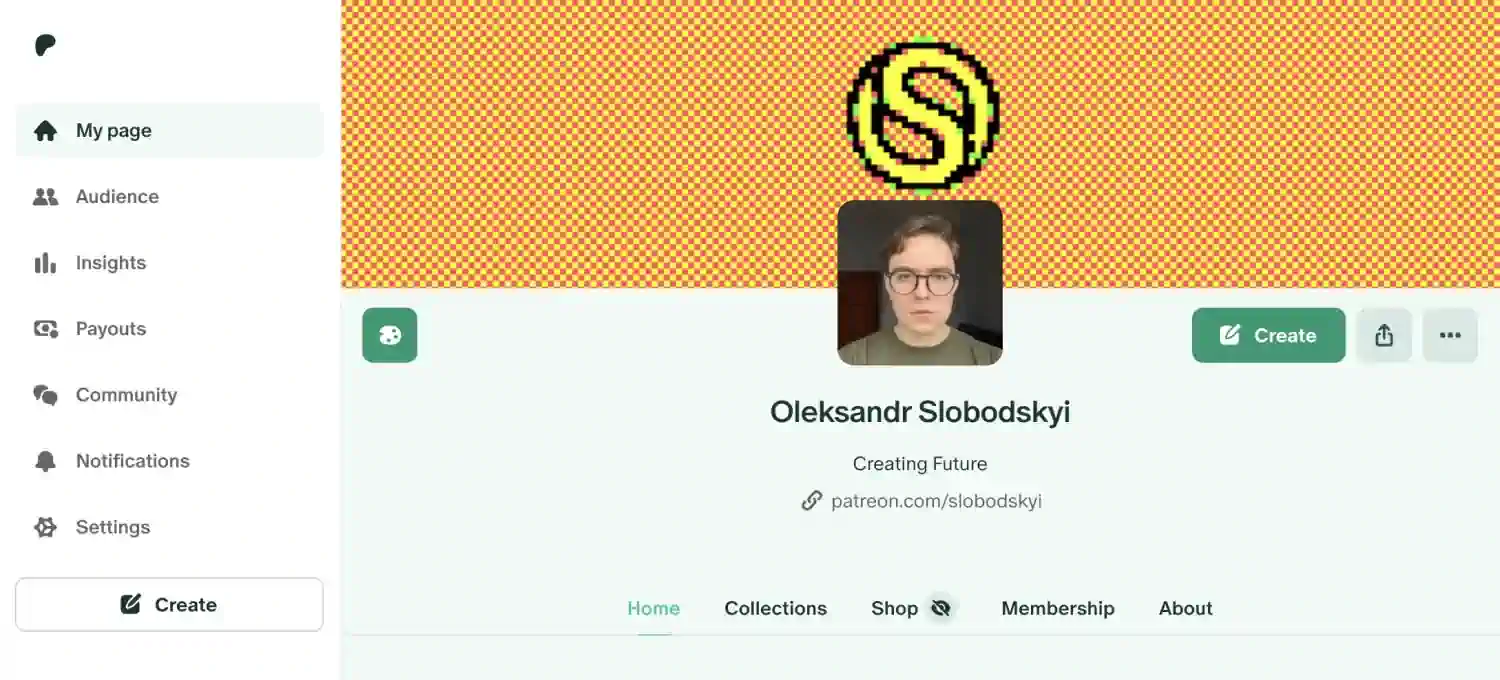 My page
Audience
Insights
Payouts
Community
Notifications
Settings
Create
Create
Oleksandr Slobodskyi
Creating Future
patreon.com/slobodskyi
Home Collections Shop Membership About